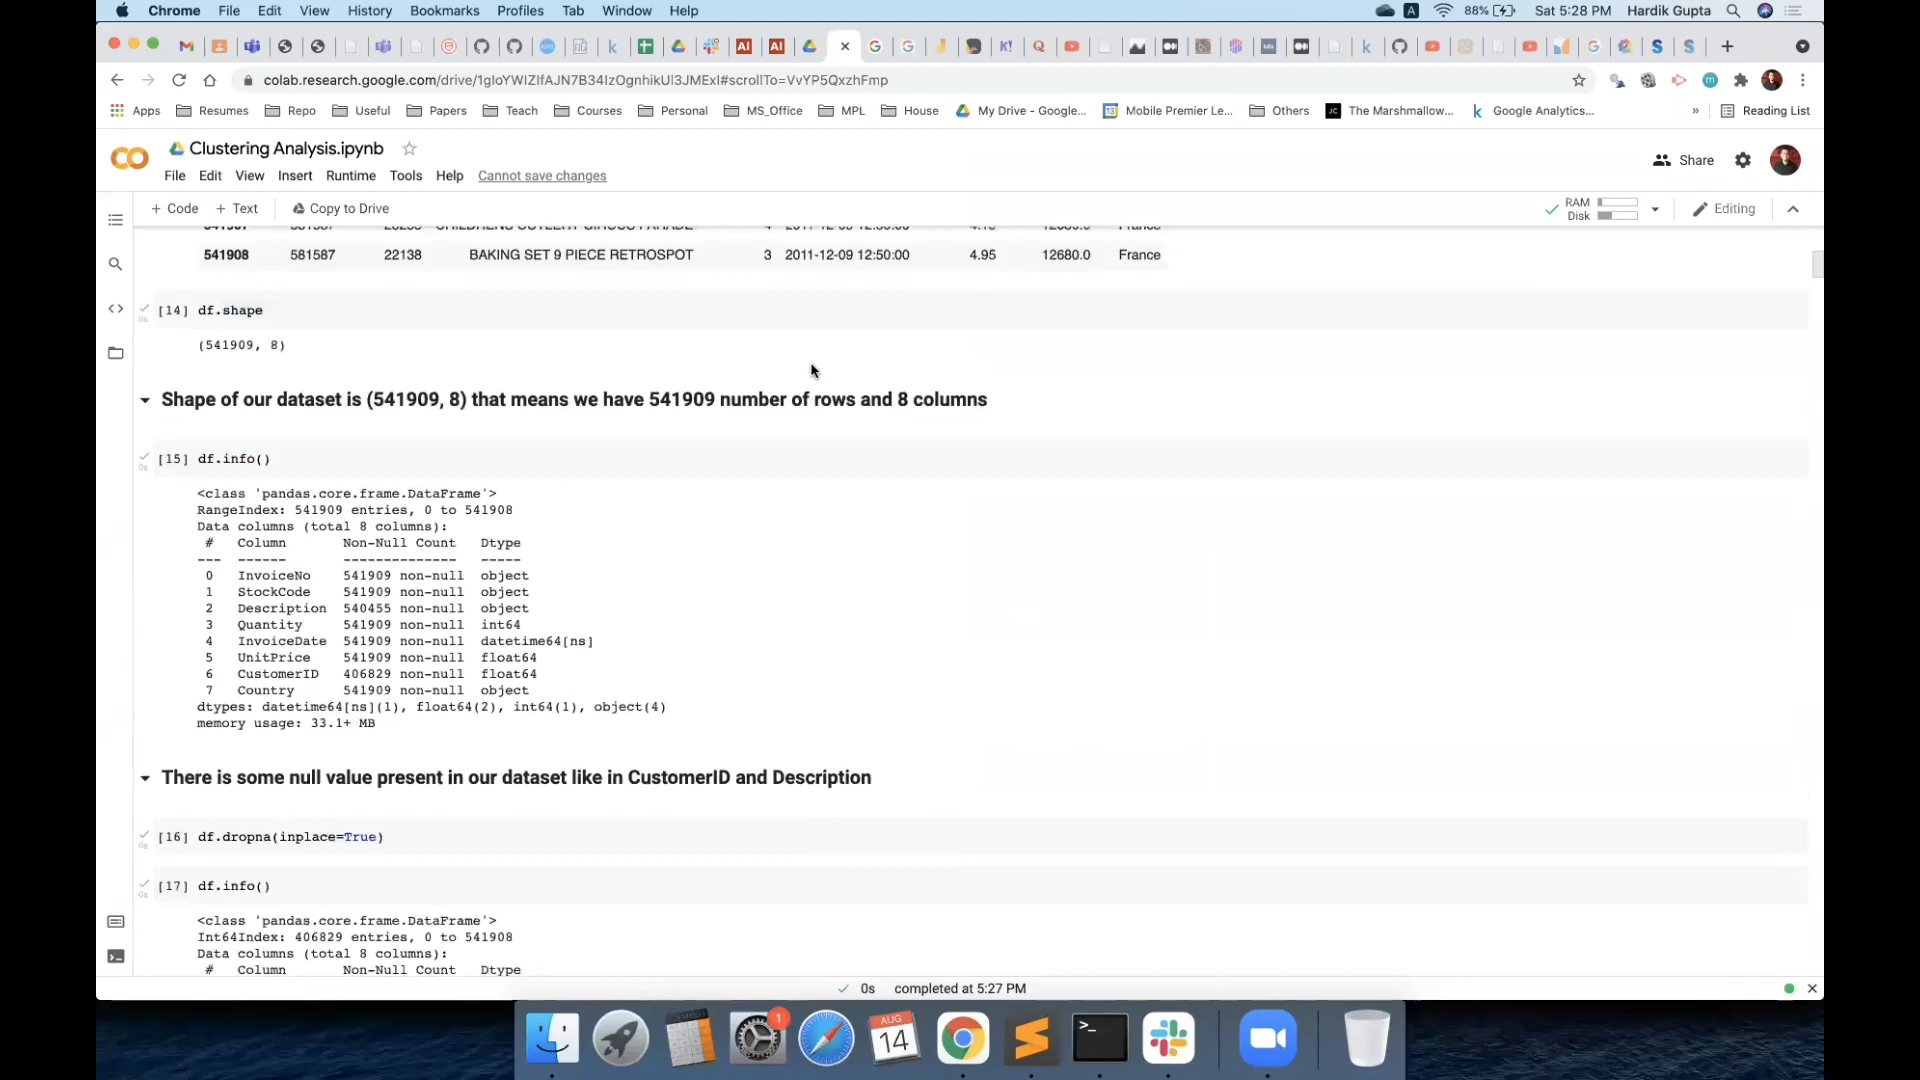 Chrome File Edit View History Bookmarks Profiles Tab Window Help
88% Sat 5:28 PM Hardik Gupta
colab.research.google.com/drive/1gIoYWIZIfAJN7B34IzOgnhikUl3JMExI#scrollTo=VvYP5QxzhFmp
Apps Resumes Repo Useful Papers Teach Courses Personal MS_Office MPL House My Drive - Google... Mobile Premier Le... Others The Marshmallow... Google Analytics... » Reading List
Clustering Analysis.ipynb
Share
File Edit View Insert Runtime Tools Help Cannot save changes
+ Code + Text Copy to Drive
RAM
Disk
Editing
541908 581587 22138 BAKING SET 9 PIECE RETROSPOT 3 2011-12-09 12:50:00 4.95 12680.0 France
[14] df.shape
0s
(541909, 8)
Shape of our dataset is (541909, 8) that means we have 541909 number of rows and 8 columns
[15] df.info()
0s
<class 'pandas.core.frame.DataFrame'>
RangeIndex: 541909 entries, 0 to 541908
Data columns (total 8 columns):
# Column Non-Null Count Dtype
--- ------ -------------- -----
0 InvoiceNo 541909 non-null object
1 StockCode 541909 non-null object
2 Description 540455 non-null object
3 Quantity 541909 non-null int64
4 InvoiceDate 541909 non-null datetime64[ns]
5 UnitPrice 541909 non-null float64
6 CustomerID 406829 non-null float64
7 Country 541909 non-null object
dtypes: datetime64[ns](1), float64(2), int64(1), object(4)
memory usage: 33.1+ MB
There is some null value present in our dataset like in CustomerID and Description
[16] df.dropna(inplace=True)
0s
[17] df.info()
0s
<class 'pandas.core.frame.DataFrame'>
Int64Index: 406829 entries, 0 to 541908
Data columns (total 8 columns):
# Column Non-Null Count Dtype
0s completed at 5:27 PM
1
AUG
14